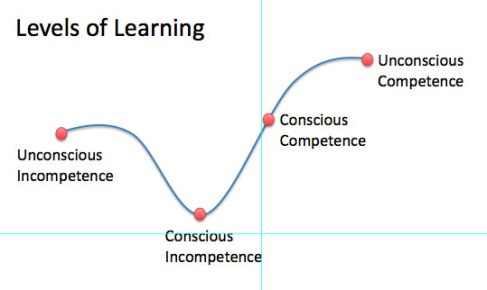 Levels of Learning
Unconscious
Competence
Conscious
Competence
Unconscious
Incompetence
Conscious
Incompetence